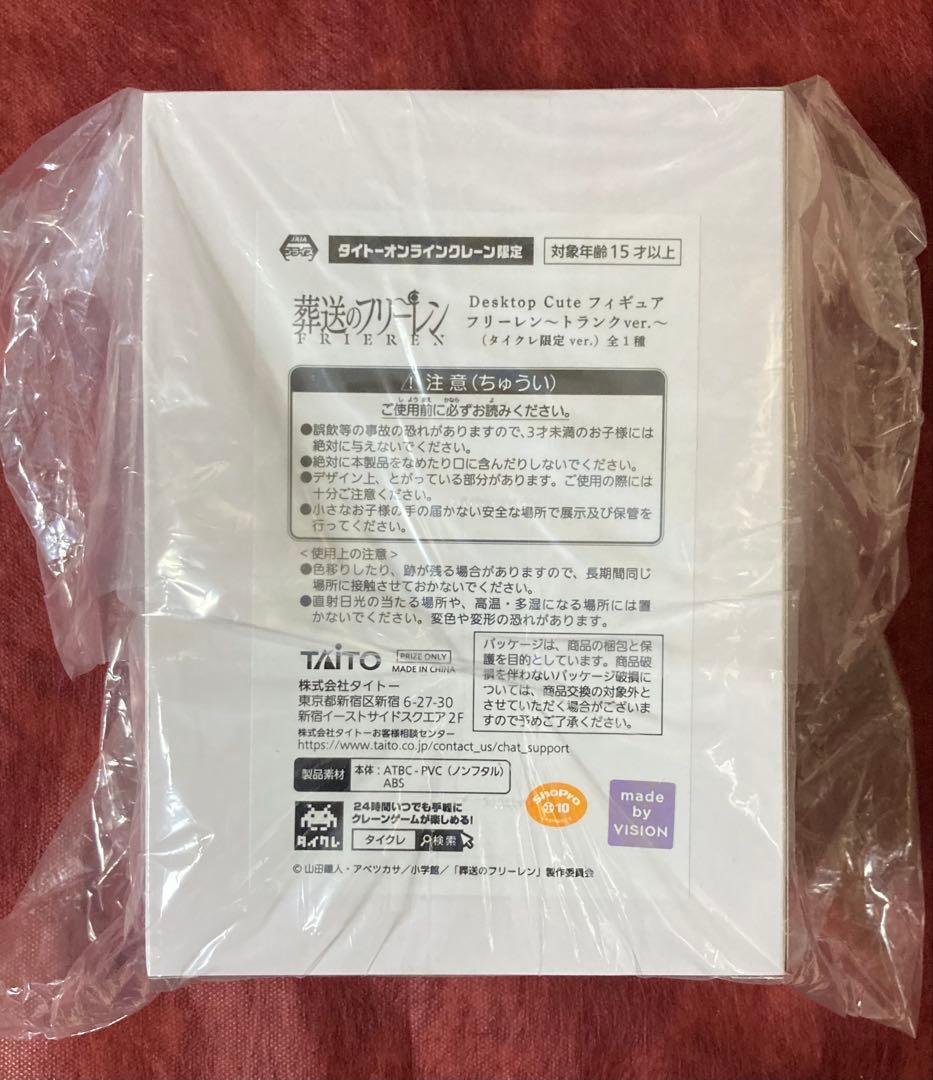 JAIA
プライズ
タイトーオンラインクレーン限定
対象年齢15才以上
葬送のフリーレン
FRIEREN
Desktop Cute フィギュア
フリーレン～トランクver.～
(タイクレ限定 ver.) 全1種
注意(ちゅうい)
ご使用前に必ずお読みください。
●誤飲等の事故の恐れがありますので、3才未満のお子様には
絶対に与えないでください。
●絶対に本製品をなめたり口に含んだりしないでください。
●デザイン上、とがっている部分があります。ご使用の際には
十分ご注意ください。
●小さなお子様の手の届かない安全な場所で展示及び保管を
行ってください。
<使用上の注意>
●色移りしたり、跡が残る場合がありますので、長期間同じ
場所に接触させておかないでください。
●直射日光の当たる場所や、高温・多湿になる場所には置
かないでください。変色や変形の恐れがあります。
TAITO
PRIZE ONLY
MADE IN CHINA
株式会社タイトー
東京都新宿区新宿6-27-30
新宿イーストサイドスクエア2F
株式会社タイトーお客様相談センター
https://www.taito.co.jp/contact_us/chat_support
パッケージは、商品の梱包と保
護を目的としています。商品破
損を伴わないパッケージ破損に
ついては、商品交換の対象外と
させていただく場合がございま
すので予めご了承ください。
製品素材
本体:ATBC-PVC(ノンフタル)
ABS
タイクレ
24時間いつでも手軽に
クレーンゲームが楽しめる!
タイクレ
検索
ShoPro
10
made
by
VISION
©山田鐘人・アベツカサ/小学館/「葬送のフリーレン」製作委員会